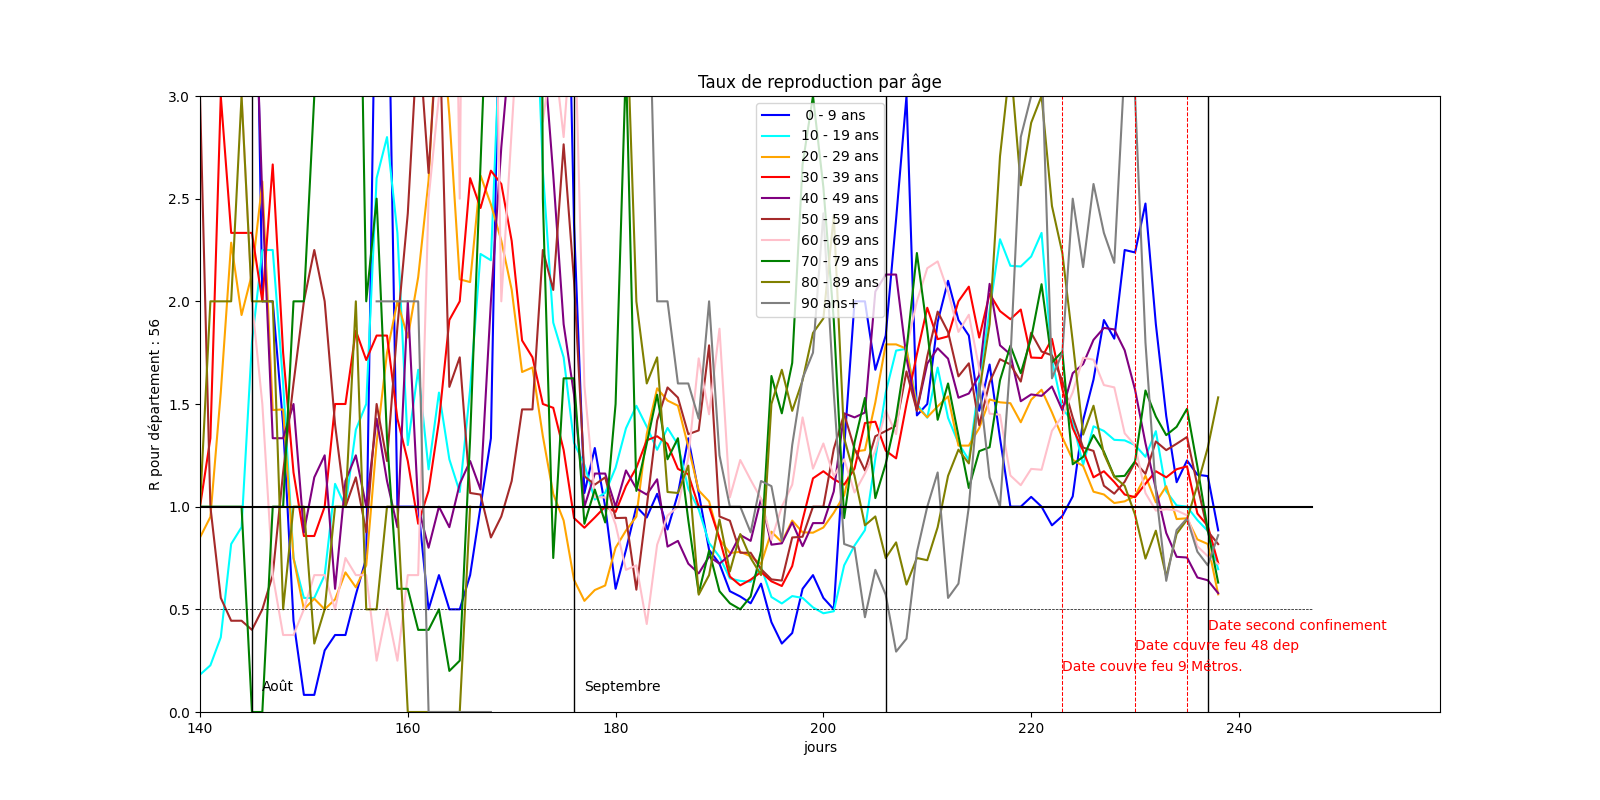 Taux de reproduction par âge
R pour département : 56
3.0
2.5
2.0
1.5
1.0
0.5
0.0
0 - 9 ans
10 - 19 ans
20 - 29 ans
30 - 39 ans
40 - 49 ans
50 - 59 ans
60 - 69 ans
70 - 79 ans
80 - 89 ans
90 ans+
Date second confinement
Date couvre feu 48 dep
Date couvre feu 9 Métros.
Août
Septembre
140 160 180 200 220 240
jours